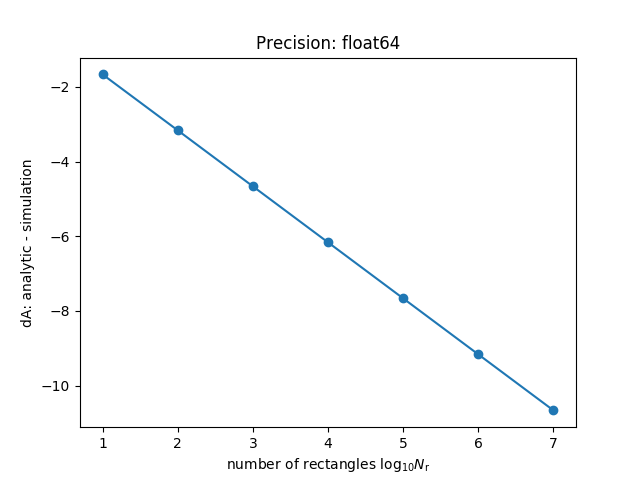 Precision: float64
−2
−4
−6
−8
−10
dA: analytic - simulation
1 2 3 4 5 6 7
number of rectangles log₁₀Nᵣ